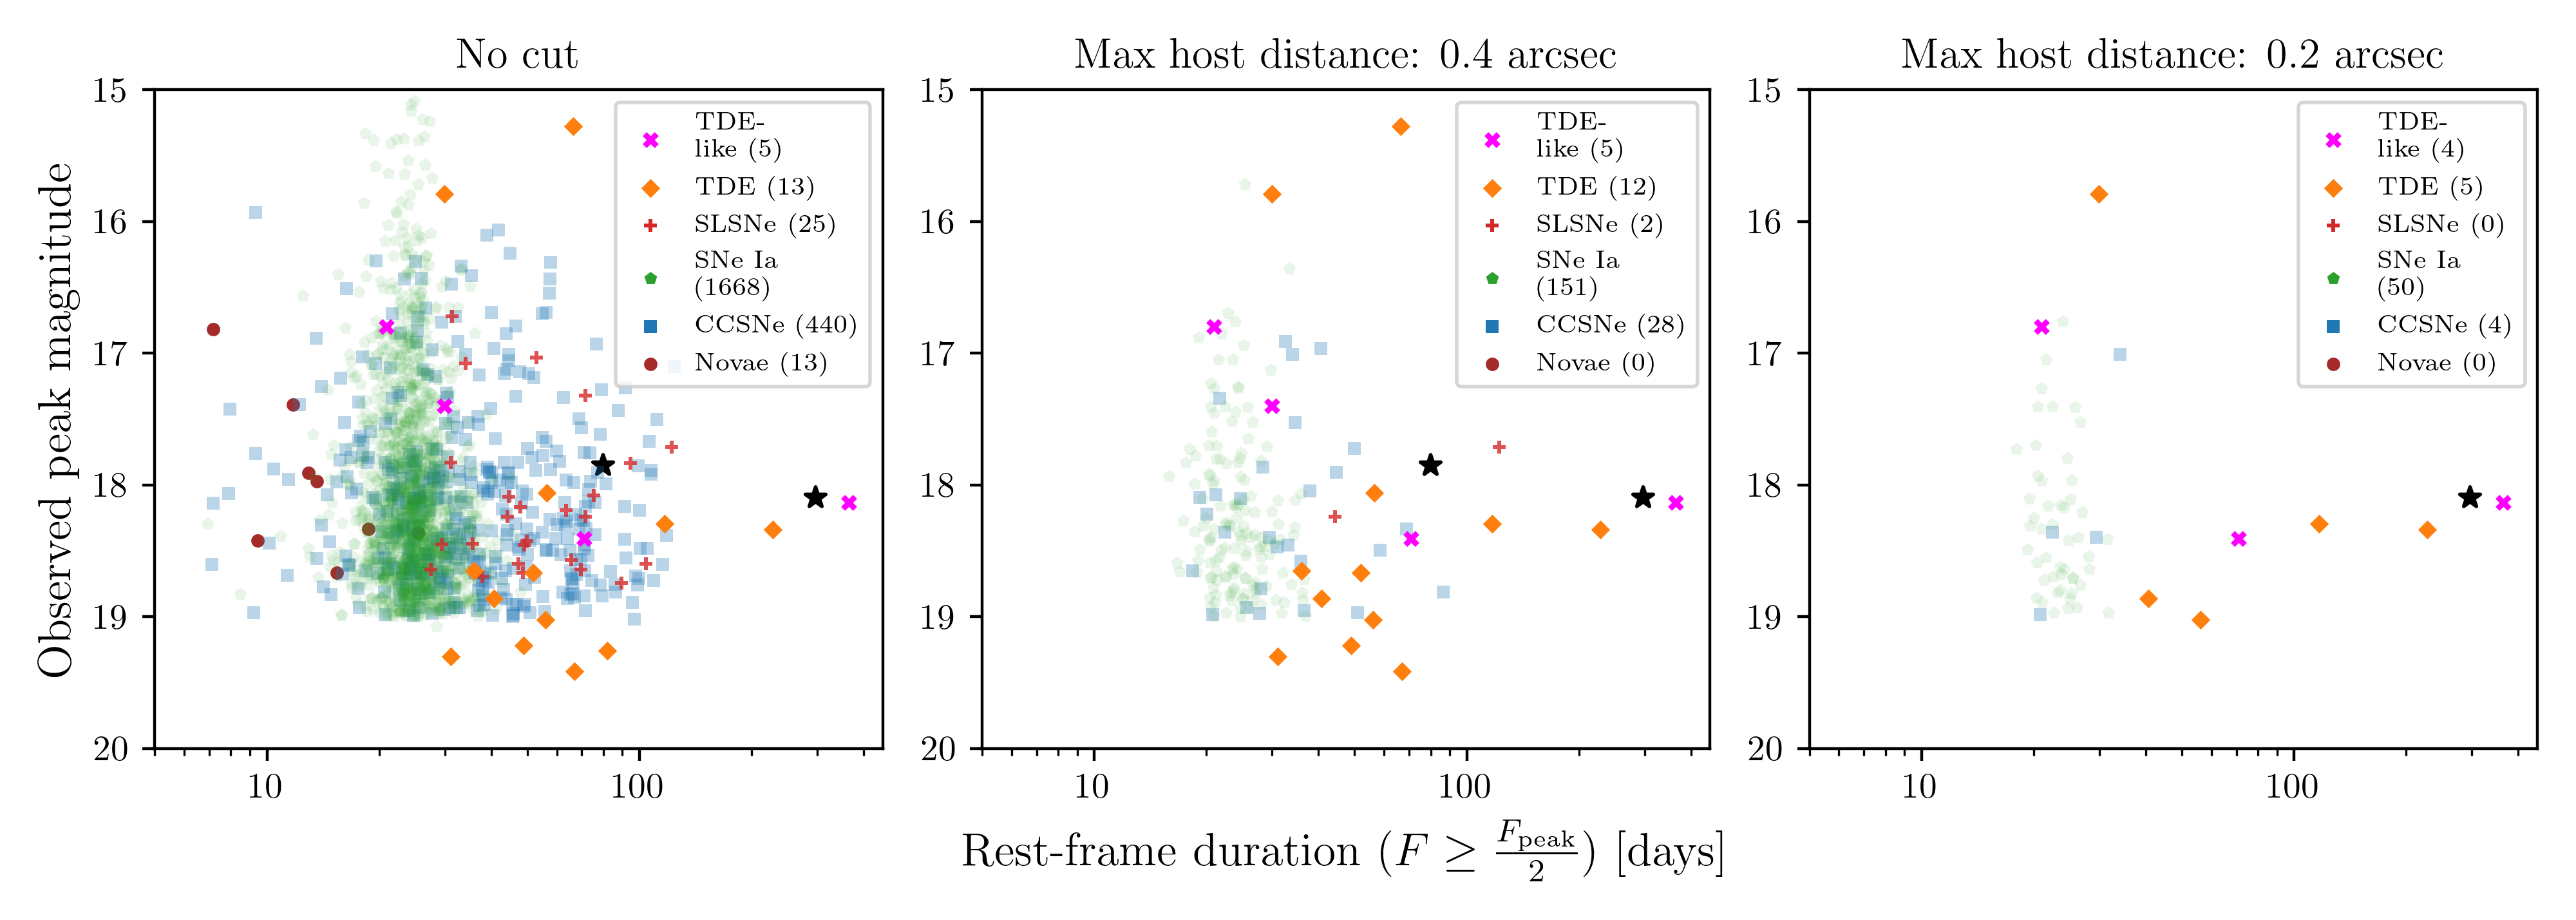 No cut
Max host distance: 0.4 arcsec
Max host distance: 0.2 arcsec
Observed peak magnitude
15
16
17
18
19
20
10
100
TDE-
like (5)
TDE (13)
SLSNe (25)
SNe Ia
(1668)
CCSNe (440)
Novae (13)
15
16
17
18
19
20
10
100
TDE-
like (5)
TDE (12)
SLSNe (2)
SNe Ia
(151)
CCSNe (28)
Novae (0)
15
16
17
18
19
20
10
100
TDE-
like (4)
TDE (5)
SLSNe (0)
SNe Ia
(50)
CCSNe (4)
Novae (0)
Rest-frame duration (F ≥ F_peak/2) [days]